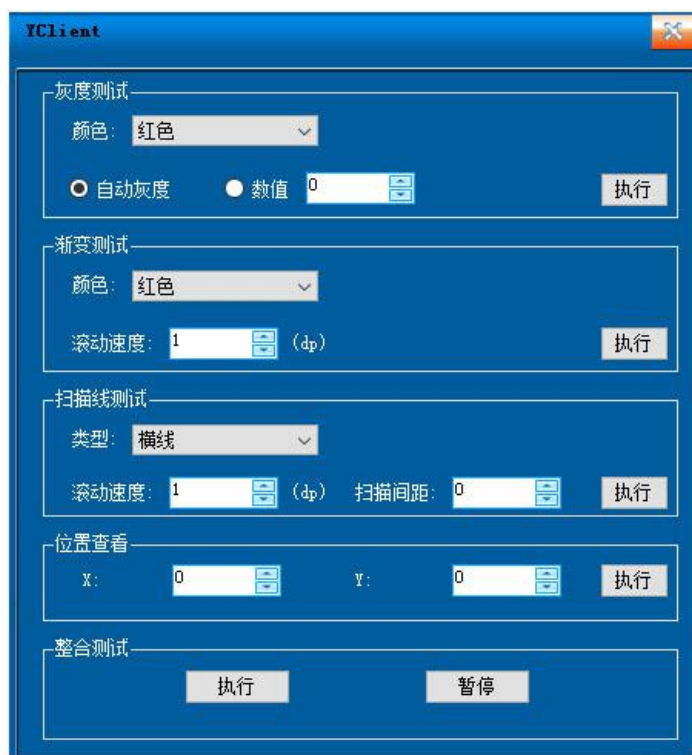 YClient
灰度测试
颜色: 红色
自动灰度 数值 0 执行
渐变测试
颜色: 红色
滚动速度: 1 (dp) 执行
扫描线测试
类型: 横线
滚动速度: 1 (dp) 扫描间距: 0 执行
位置查看
X: 0 Y: 0 执行
整合测试
执行 暂停